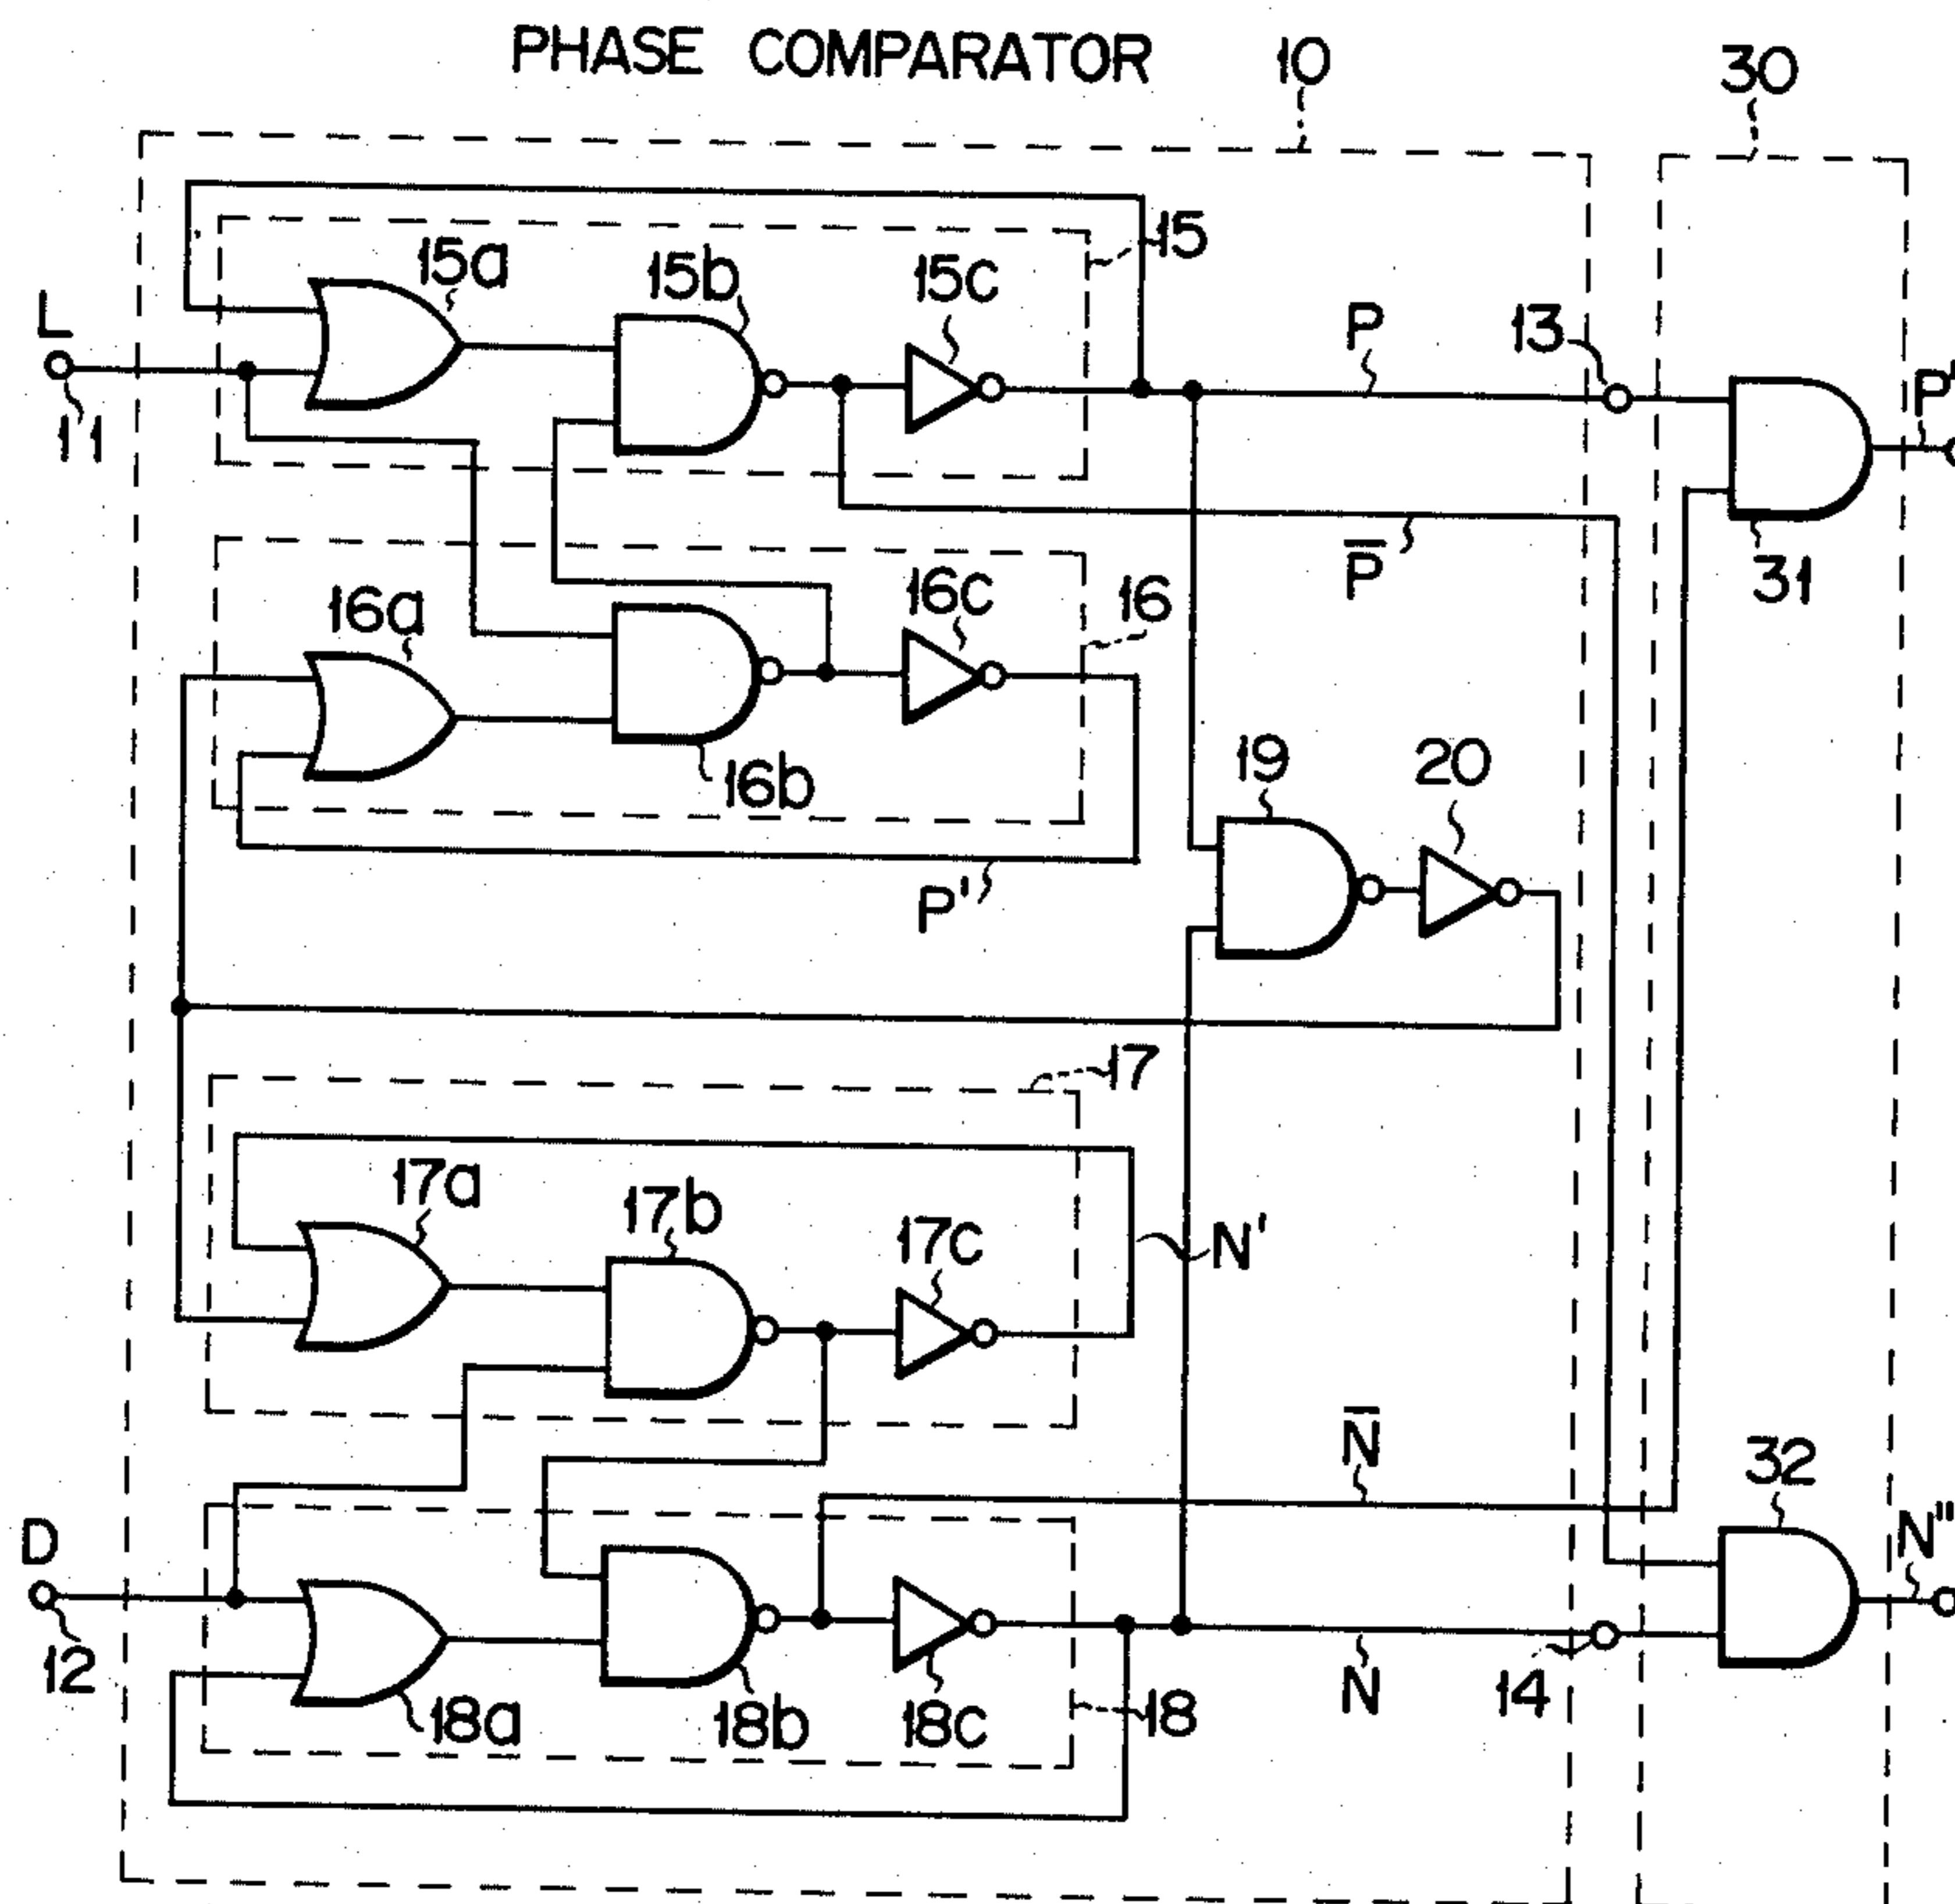 PHASE COMPARATOR
10
30
15
15a
15b
15c
L
11
P
13
P"
P̅
31
16a
16c
16
16b
19
20
P'
17
17a
17b
17c
N'
N̅
32
D
N"
12
18a
18b
18c
18
N
14